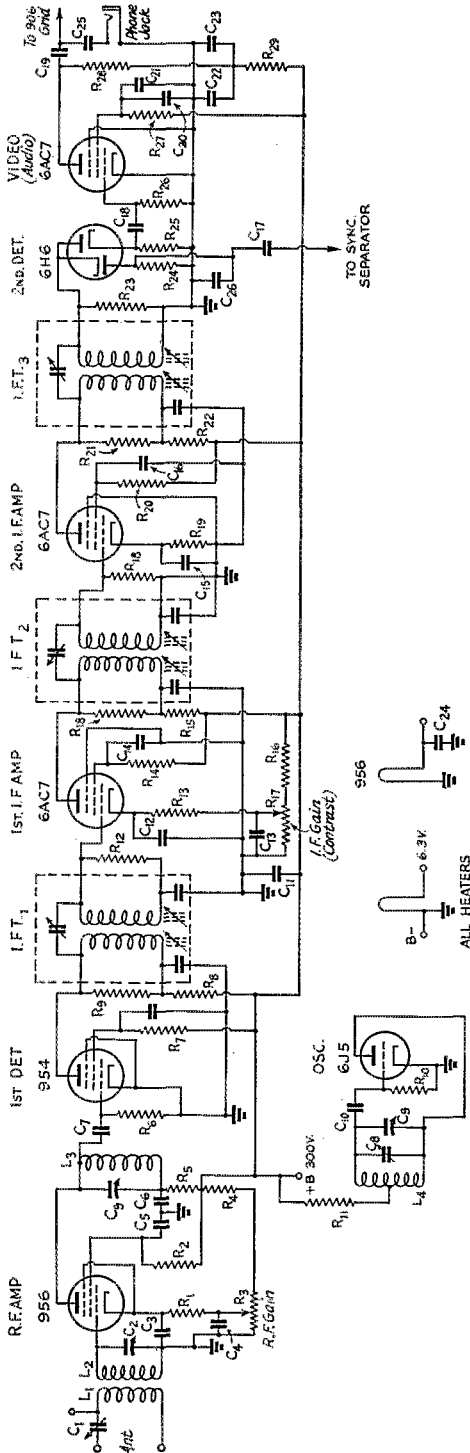 R.F. AMP
956
1ST DET
954
I.F.T.1
1ST. I.F AMP
6AC7
I F T 2
2ND. I.F. AMP
6AC7
I.F.T. 3
2ND. DET.
6H6
VIDEO
(Audio)
6AC7
To 906
Grid
Phone
Jack
C1
Ant
L1
L2
C2
C3
R1
C4
R3
R.F. Gain
R2
C5
C6
R5
R4
C9
L3
C7
R6
R7
R9
R8
R12
C12
R13
C13
R14
C14
C11
R16
R17
I.F. Gain
(Contrast)
R18
R15
R18
C15
R19
R20
C16
R21
R22
R23
R24
R25
C26
C18
R26
C17
TO SYNC.
SEPARATOR
R27
C20
C21
C22
C23
R28
R29
C19
C25
+B 300V.
R11
L4
C8
C9
C10
R10
OSC.
6J5
B-
6.3V.
ALL HEATERS
956
C24